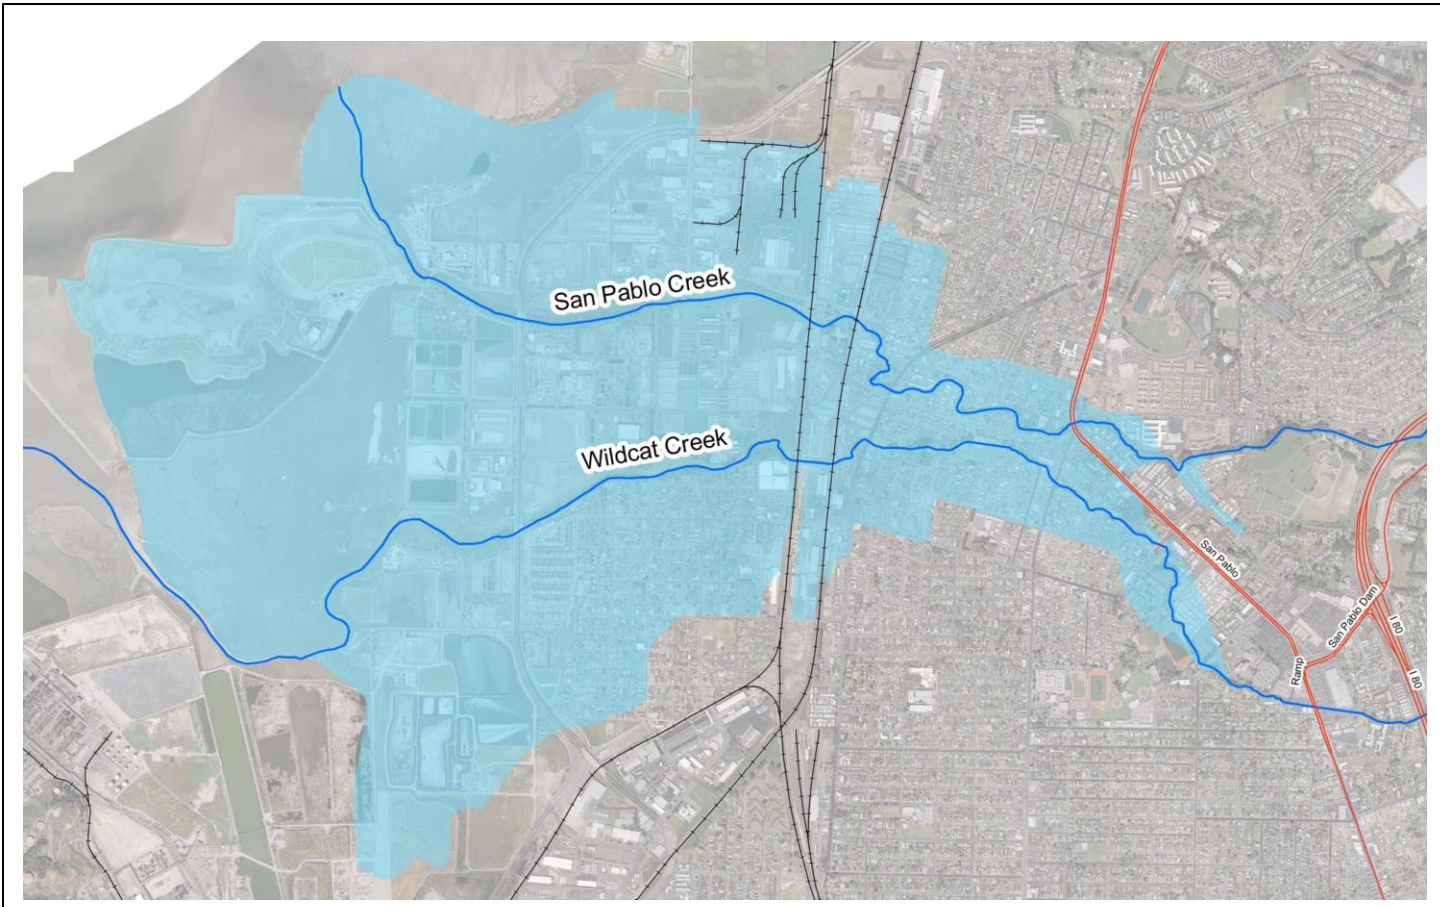 San Pablo Creek
Wildcat Creek
San Pablo
San Pablo Dam
I 80
Ramp
I 80